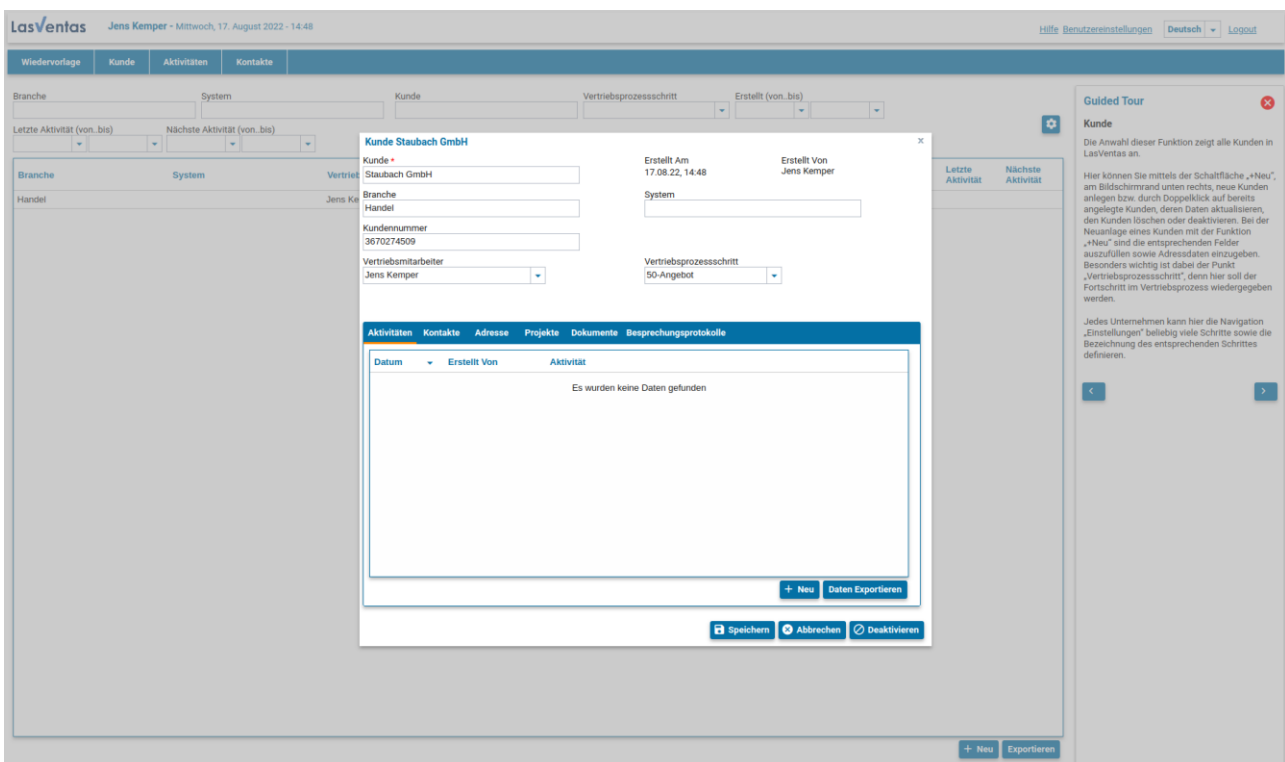 LasVentas
Jens Kemper - Mittwoch, 17. August 2022 - 14:48
Hilfe Benutzereinstellungen Deutsch Logout
Wiedervorlage Kunde Aktivitäten Kontakte
Branche System Kunde Vertriebsprozessschritt Erstellt (von..bis)
Letzte Aktivität (von..bis) Nächste Aktivität (von..bis)
Branche System Vertrieb Letzte Aktivität Nächste Aktivität
Handel Jens Ke
Kunde Staubach GmbH x
Kunde * Erstellt Am Erstellt Von
Staubach GmbH 17.08.22, 14:48 Jens Kemper
Branche System
Handel
Kundennummer
3670274509
Vertriebsmitarbeiter Vertriebsprozessschritt
Jens Kemper 50-Angebot
Aktivitäten Kontakte Adresse Projekte Dokumente Besprechungsprotokolle
Datum Erstellt Von Aktivität
Es wurden keine Daten gefunden
+ Neu Daten Exportieren
Speichern Abbrechen Deaktivieren
Guided Tour
Kunde
Die Anwahl dieser Funktion zeigt alle Kunden in
LasVentas an.
Hier können Sie mittels der Schaltfläche „+Neu",
am Bildschirmrand unten rechts, neue Kunden
anlegen bzw. durch Doppelklick auf bereits
angelegte Kunden, deren Daten aktualisieren,
den Kunden löschen oder deaktivieren. Bei der
Neuanlage eines Kunden mit der Funktion
„+Neu" sind die entsprechenden Felder
auszufüllen sowie Adressdaten einzugeben.
Besonders wichtig ist dabei der Punkt
„Vertriebsprozessschritt", denn hier soll der
Fortschritt im Vertriebsprozess wiedergegeben
werden.
Jedes Unternehmen kann hier die Navigation
„Einstellungen" beliebig viele Schritte sowie die
Bezeichnung des entsprechenden Schrittes
definieren.
< >
+ Neu Exportieren